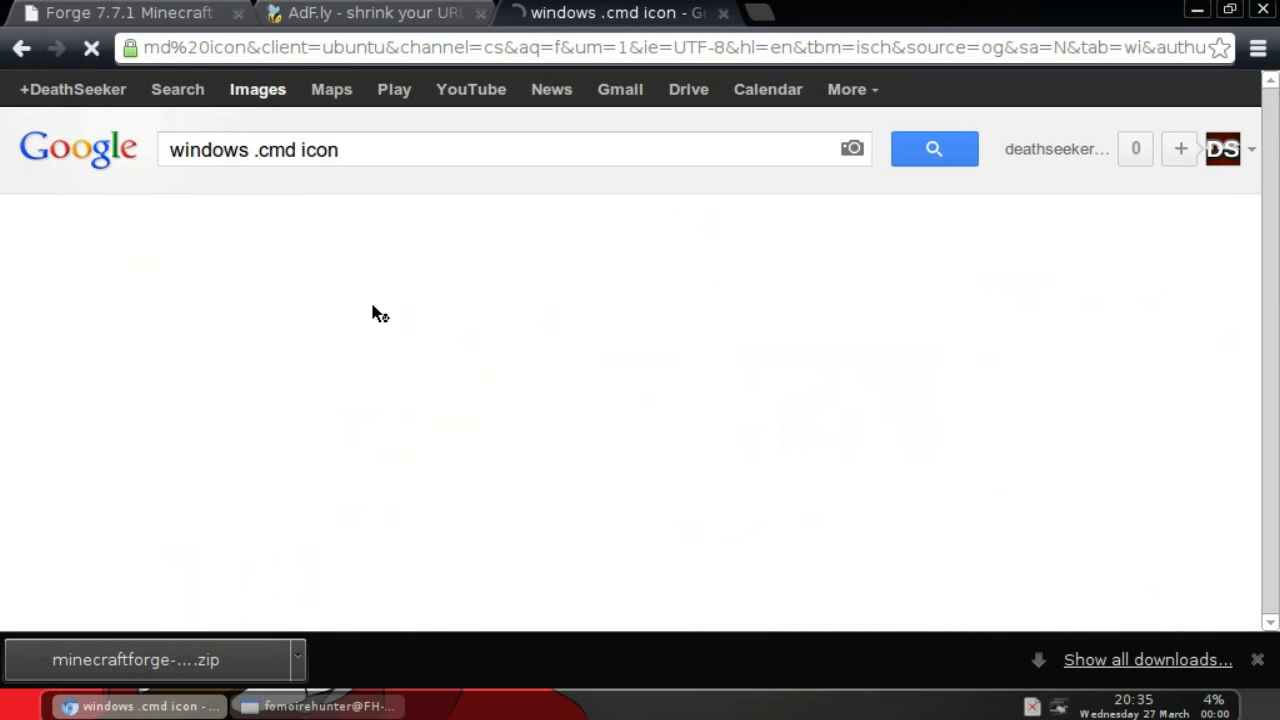 Forge 7.7.1 Minecraft
AdF.ly - shrink your URL
windows .cmd icon - Go
md%20icon&client=ubuntu&channel=cs&aq=f&um=1&ie=UTF-8&hl=en&tbm=isch&source=og&sa=N&tab=wi&authu
+DeathSeeker Search Images Maps Play YouTube News Gmail Drive Calendar More
Google
windows .cmd icon
deathseeker... 0 + DS
minecraftforge-....zip
Show all downloads...
windows .cmd icon - ...
fomoirehunter@FH-...
20:35
Wednesday 27 March
4%
00:00